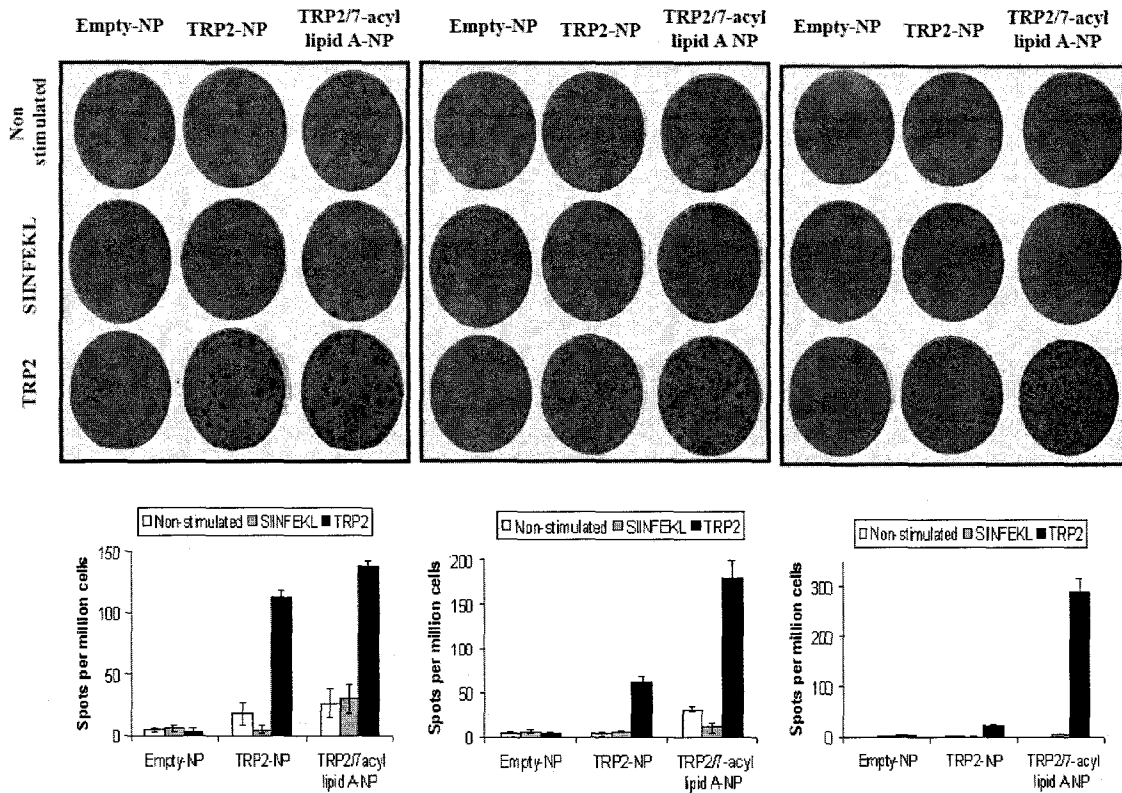 Empty-NP TRP2-NP TRP2/7-acyl lipid A-NP
Empty-NP TRP2-NP TRP2/7-acyl lipid A NP
Empty-NP TRP2-NP TRP2/7-acyl lipid A-NP
Non stimulated
SIINFEKL
TRP2
Non-stimulated SIINFEKL TRP2
Spots per million cells
150
100
50
0
Empty-NP TRP2-NP TRP2/7-acyl lipid A-NP
Non-stimulated SIINFEKL TRP2
Spots per million cells
200
150
100
50
0
Empty-NP TRP2-NP TRP2/7-acyl lipid A-NP
Non-stimulated SIINFEKL TRP2
Spots per million cells
300
200
100
0
Empty-NP TRP2-NP TRP2/7-acyl lipid A-NP